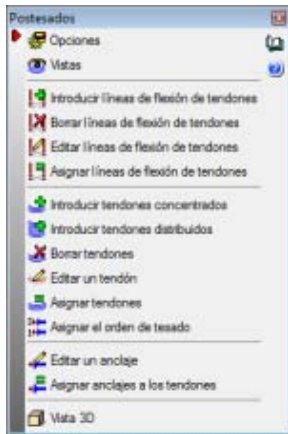 Postesados
Opciones
Vistas
Introducir líneas de flexión de tendones
Borrar líneas de flexión de tendones
Editar líneas de flexión de tendones
Asignar líneas de flexión de tendones
Introducir tendones concentrados
Introducir tendones distribuidos
Borrar tendones
Editar un tendón
Asignar tendones
Asignar el orden de tesado
Editar un anclaje
Asignar anclajes a los tendones
Vista 3D